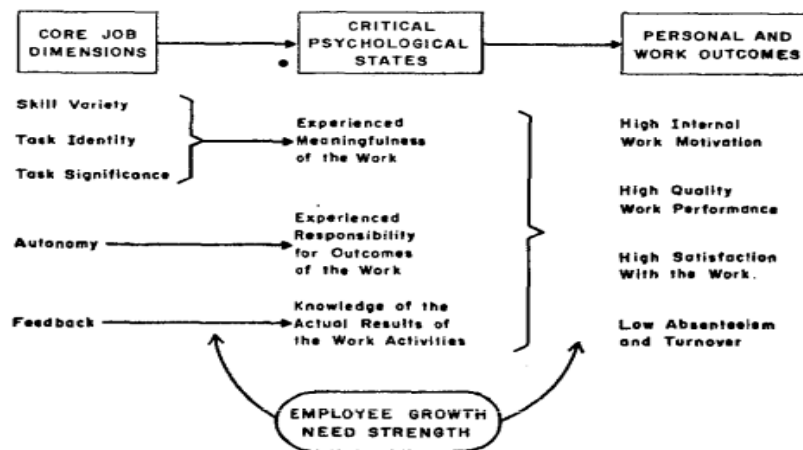 CORE JOB
DIMENSIONS
CRITICAL
PSYCHOLOGICAL
STATES
PERSONAL AND
WORK OUTCOMES
Skill Variety
Task Identity
Task Significance
Experienced
Meaningfulness
of the Work
High Internal
Work Motivation
High Quality
Work Performance
Autonomy
Experienced
Responsibility
for Outcomes
of the Work
High Satisfaction
With the Work.
Feedback
Knowledge of the
Actual Results of
the Work Activities
Low Absenteeism
and Turnover
EMPLOYEE GROWTH
NEED STRENGTH